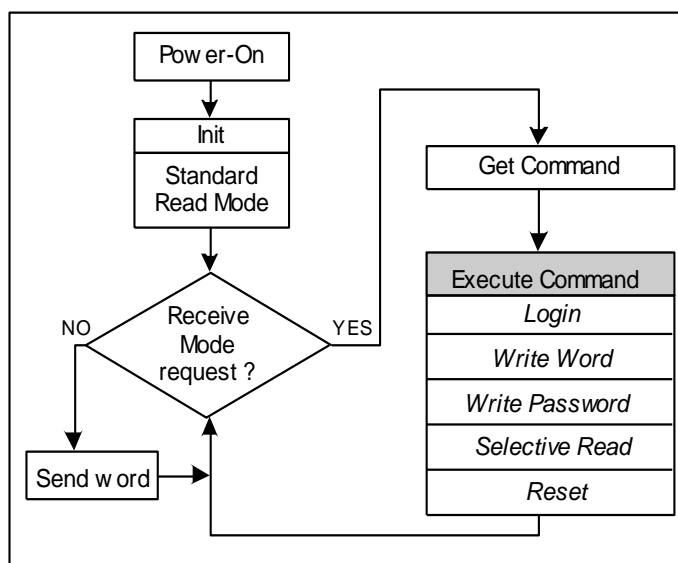 Power-On
Init
Standard
Read Mode
Receive
Mode
request ?
NO
YES
Send word
Get Command
Execute Command
Login
Write Word
Write Password
Selective Read
Reset